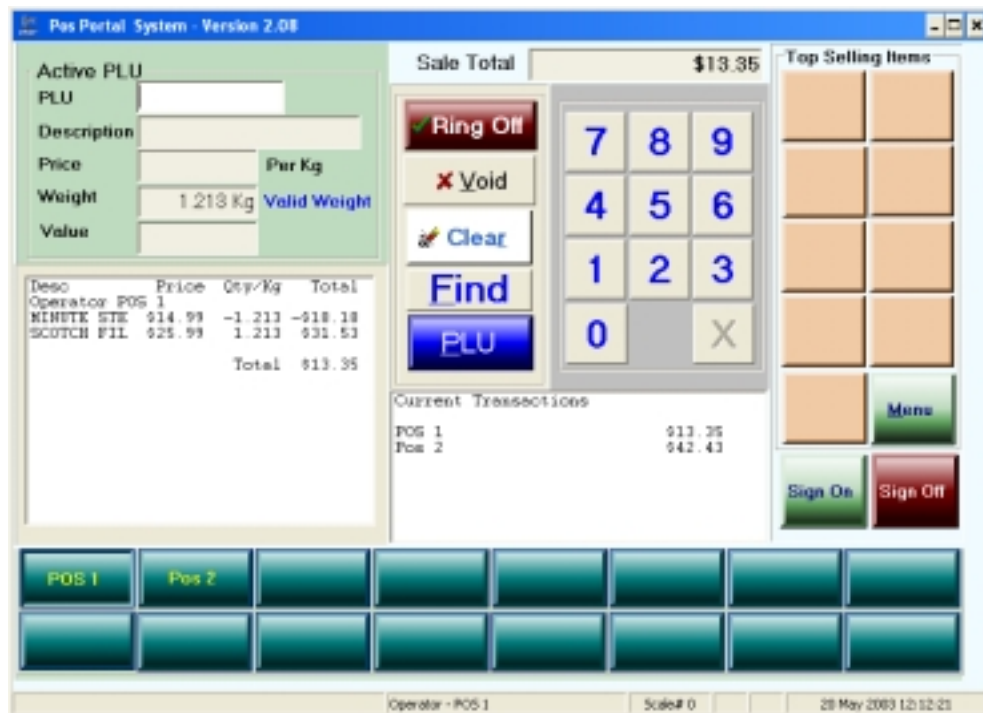 Pos Portal System - Version 2.08
Active PLU
PLU
Description
Price Per Kg
Weight 1.213 Kg Valid Weight
Value
Sale Total $13.35
Ring Off
Void
Clear
Find
PLU
7 8 9
4 5 6
1 2 3
0 X
Top Selling Items
Menu
Sign On Sign Off
Desc Price Qty/Kg Total
Operator POS 1
MINUTE STE $14.99 -1.213 -$18.18
SCOTCH FIL $25.99 1.213 $31.53
Total $13.35
Current Transactions
POS 1 $13.35
Pos 2 $42.43
POS 1 Pos 2
Operator - POS 1 Scale# 0 20 May 2003 12:12:21